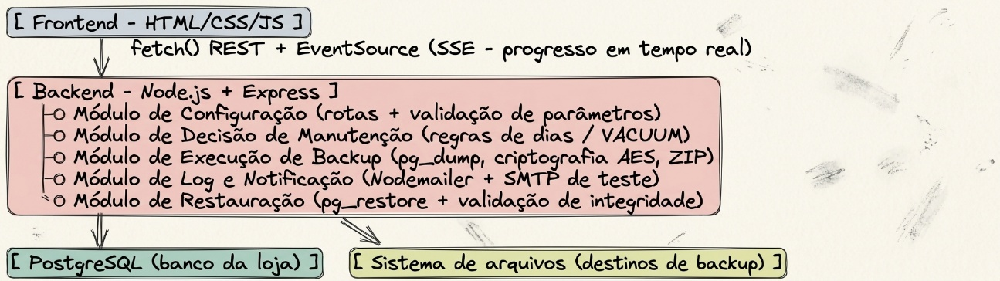 [ Frontend - HTML/CSS/JS ]
fetch() REST + EventSource (SSE - progresso em tempo real)
[ Backend - Node.js + Express ]
Módulo de Configuração (rotas + validação de parâmetros)
Módulo de Decisão de Manutenção (regras de dias / VACUUM)
Módulo de Execução de Backup (pg_dump, criptografia AES, ZIP)
Módulo de Log e Notificação (Nodemailer + SMTP de teste)
Módulo de Restauração (pg_restore + validação de integridade)
[ PostgreSQL (banco da loja) ]
[ Sistema de arquivos (destinos de backup) ]